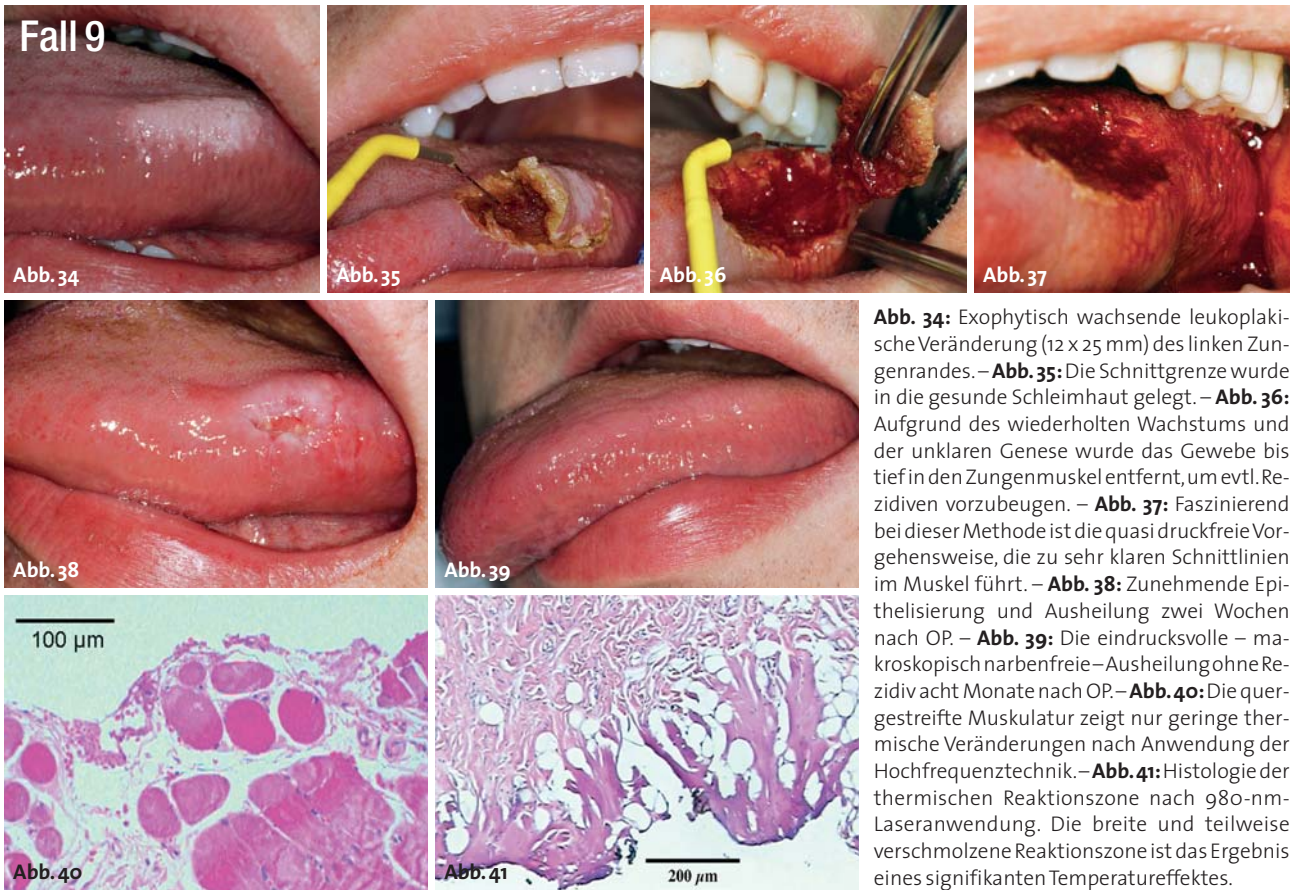 Fall 9
Abb. 34
Abb. 35
Abb. 36
Abb. 37
Abb. 38
Abb. 39
100 µm
Abb. 40
Abb. 41
200 µm
Abb. 34: Exophytisch wachsende leukoplaki-
sche Veränderung (12 x 25 mm) des linken Zun-
genrandes. – Abb. 35: Die Schnittgrenze wurde
in die gesunde Schleimhaut gelegt. – Abb. 36:
Aufgrund des wiederholten Wachstums und
der unklaren Genese wurde das Gewebe bis
tief in den Zungenmuskel entfernt, um evtl. Re-
zidiven vorzubeugen. – Abb. 37: Faszinierend
bei dieser Methode ist die quasi druckfreie Vor-
gehensweise, die zu sehr klaren Schnittlinien
im Muskel führt. – Abb. 38: Zunehmende Epi-
thelisierung und Ausheilung zwei Wochen
nach OP. – Abb. 39: Die eindrucksvolle – ma-
kroskopisch narbenfreie – Ausheilung ohne Re-
zidiv acht Monate nach OP. – Abb. 40: Die quer-
gestreifte Muskulatur zeigt nur geringe ther-
mische Veränderungen nach Anwendung der
Hochfrequenztechnik. – Abb. 41: Histologie der
thermischen Reaktionszone nach 980-nm-
Laseranwendung. Die breite und teilweise
verschmolzene Reaktionszone ist das Ergebnis
eines signifikanten Temperatureffektes.